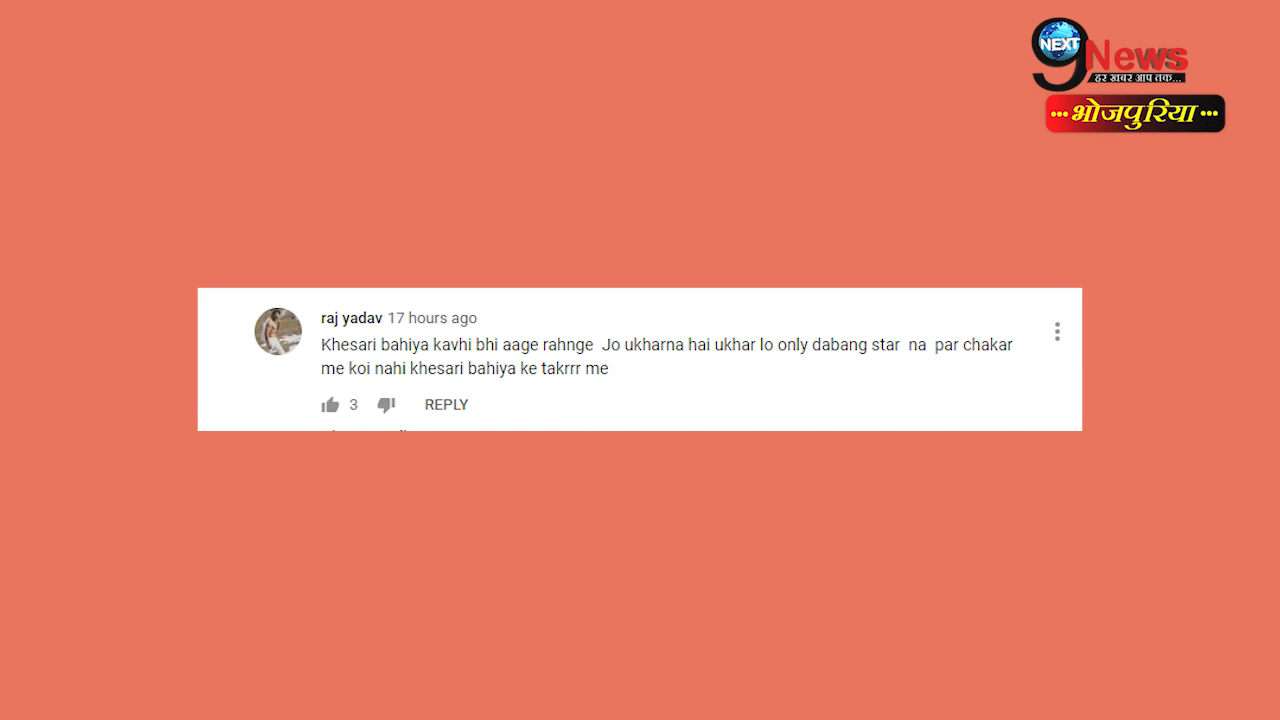 NEXT
9 News
हर खबर आप तक...
...भोजपुरिया...
raj yadav 17 hours ago
Khesari bahiya kavhi bhi aage rahnge Jo ukharna hai ukhar lo only dabang star na par chakar
me koi nahi khesari bahiya ke takrrr me
3 REPLY